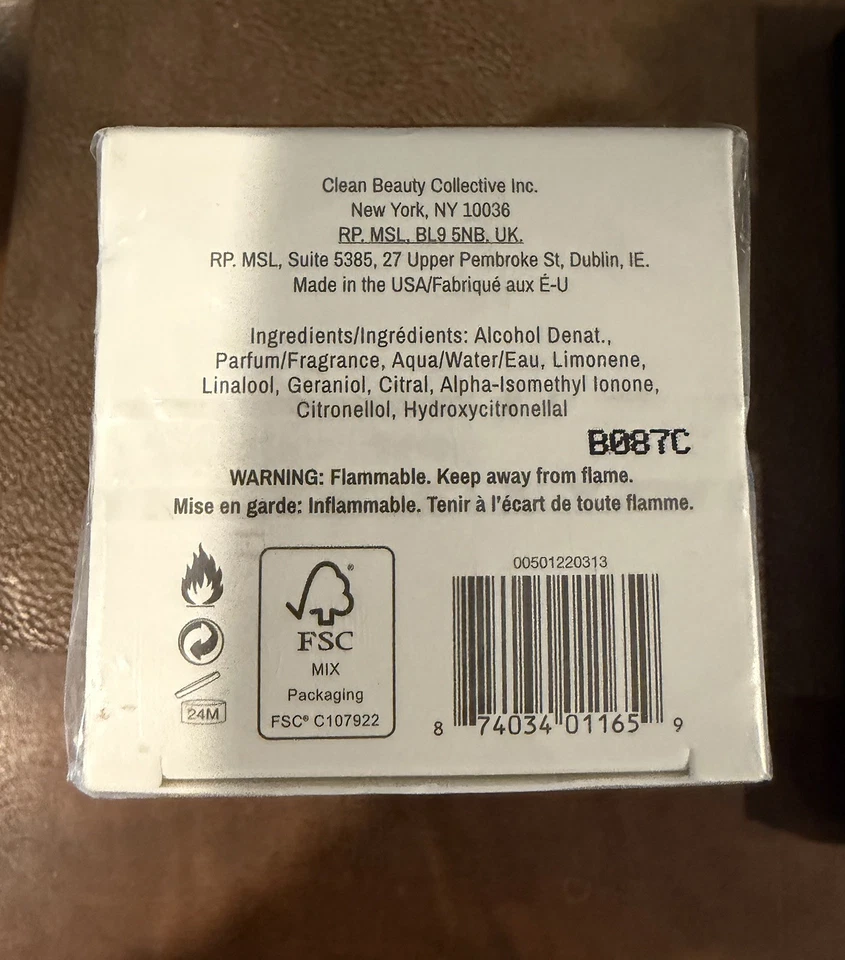 Clean Beauty Collective Inc.
New York, NY 10036
RP. MSL, BL9 5NB. UK.
RP. MSL, Suite 5385, 27 Upper Pembroke St, Dublin, IE.
Made in the USA/Fabriqué aux É-U
Ingredients/Ingrédients: Alcohol Denat.,
Parfum/Fragrance, Aqua/Water/Eau, Limonene,
Linalool, Geraniol, Citral, Alpha-Isomethyl Ionone,
Citronellol, Hydroxycitronellal
B087C
WARNING: Flammable. Keep away from flame.
Mise en garde: Inflammable. Tenir à l'écart de toute flamme.
24M
®
FSC
MIX
Packaging
FSC® C107922
00501220313
8 74034 01165 9